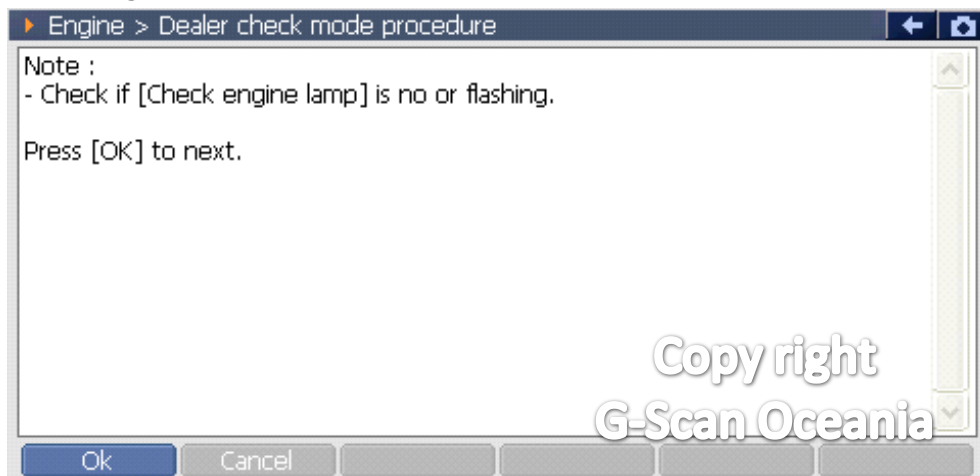 Engine > Dealer check mode procedure
Note :
- Check if [Check engine lamp] is no or flashing.
Press [OK] to next.
Copy right
G-Scan Oceania
Ok
Cancel